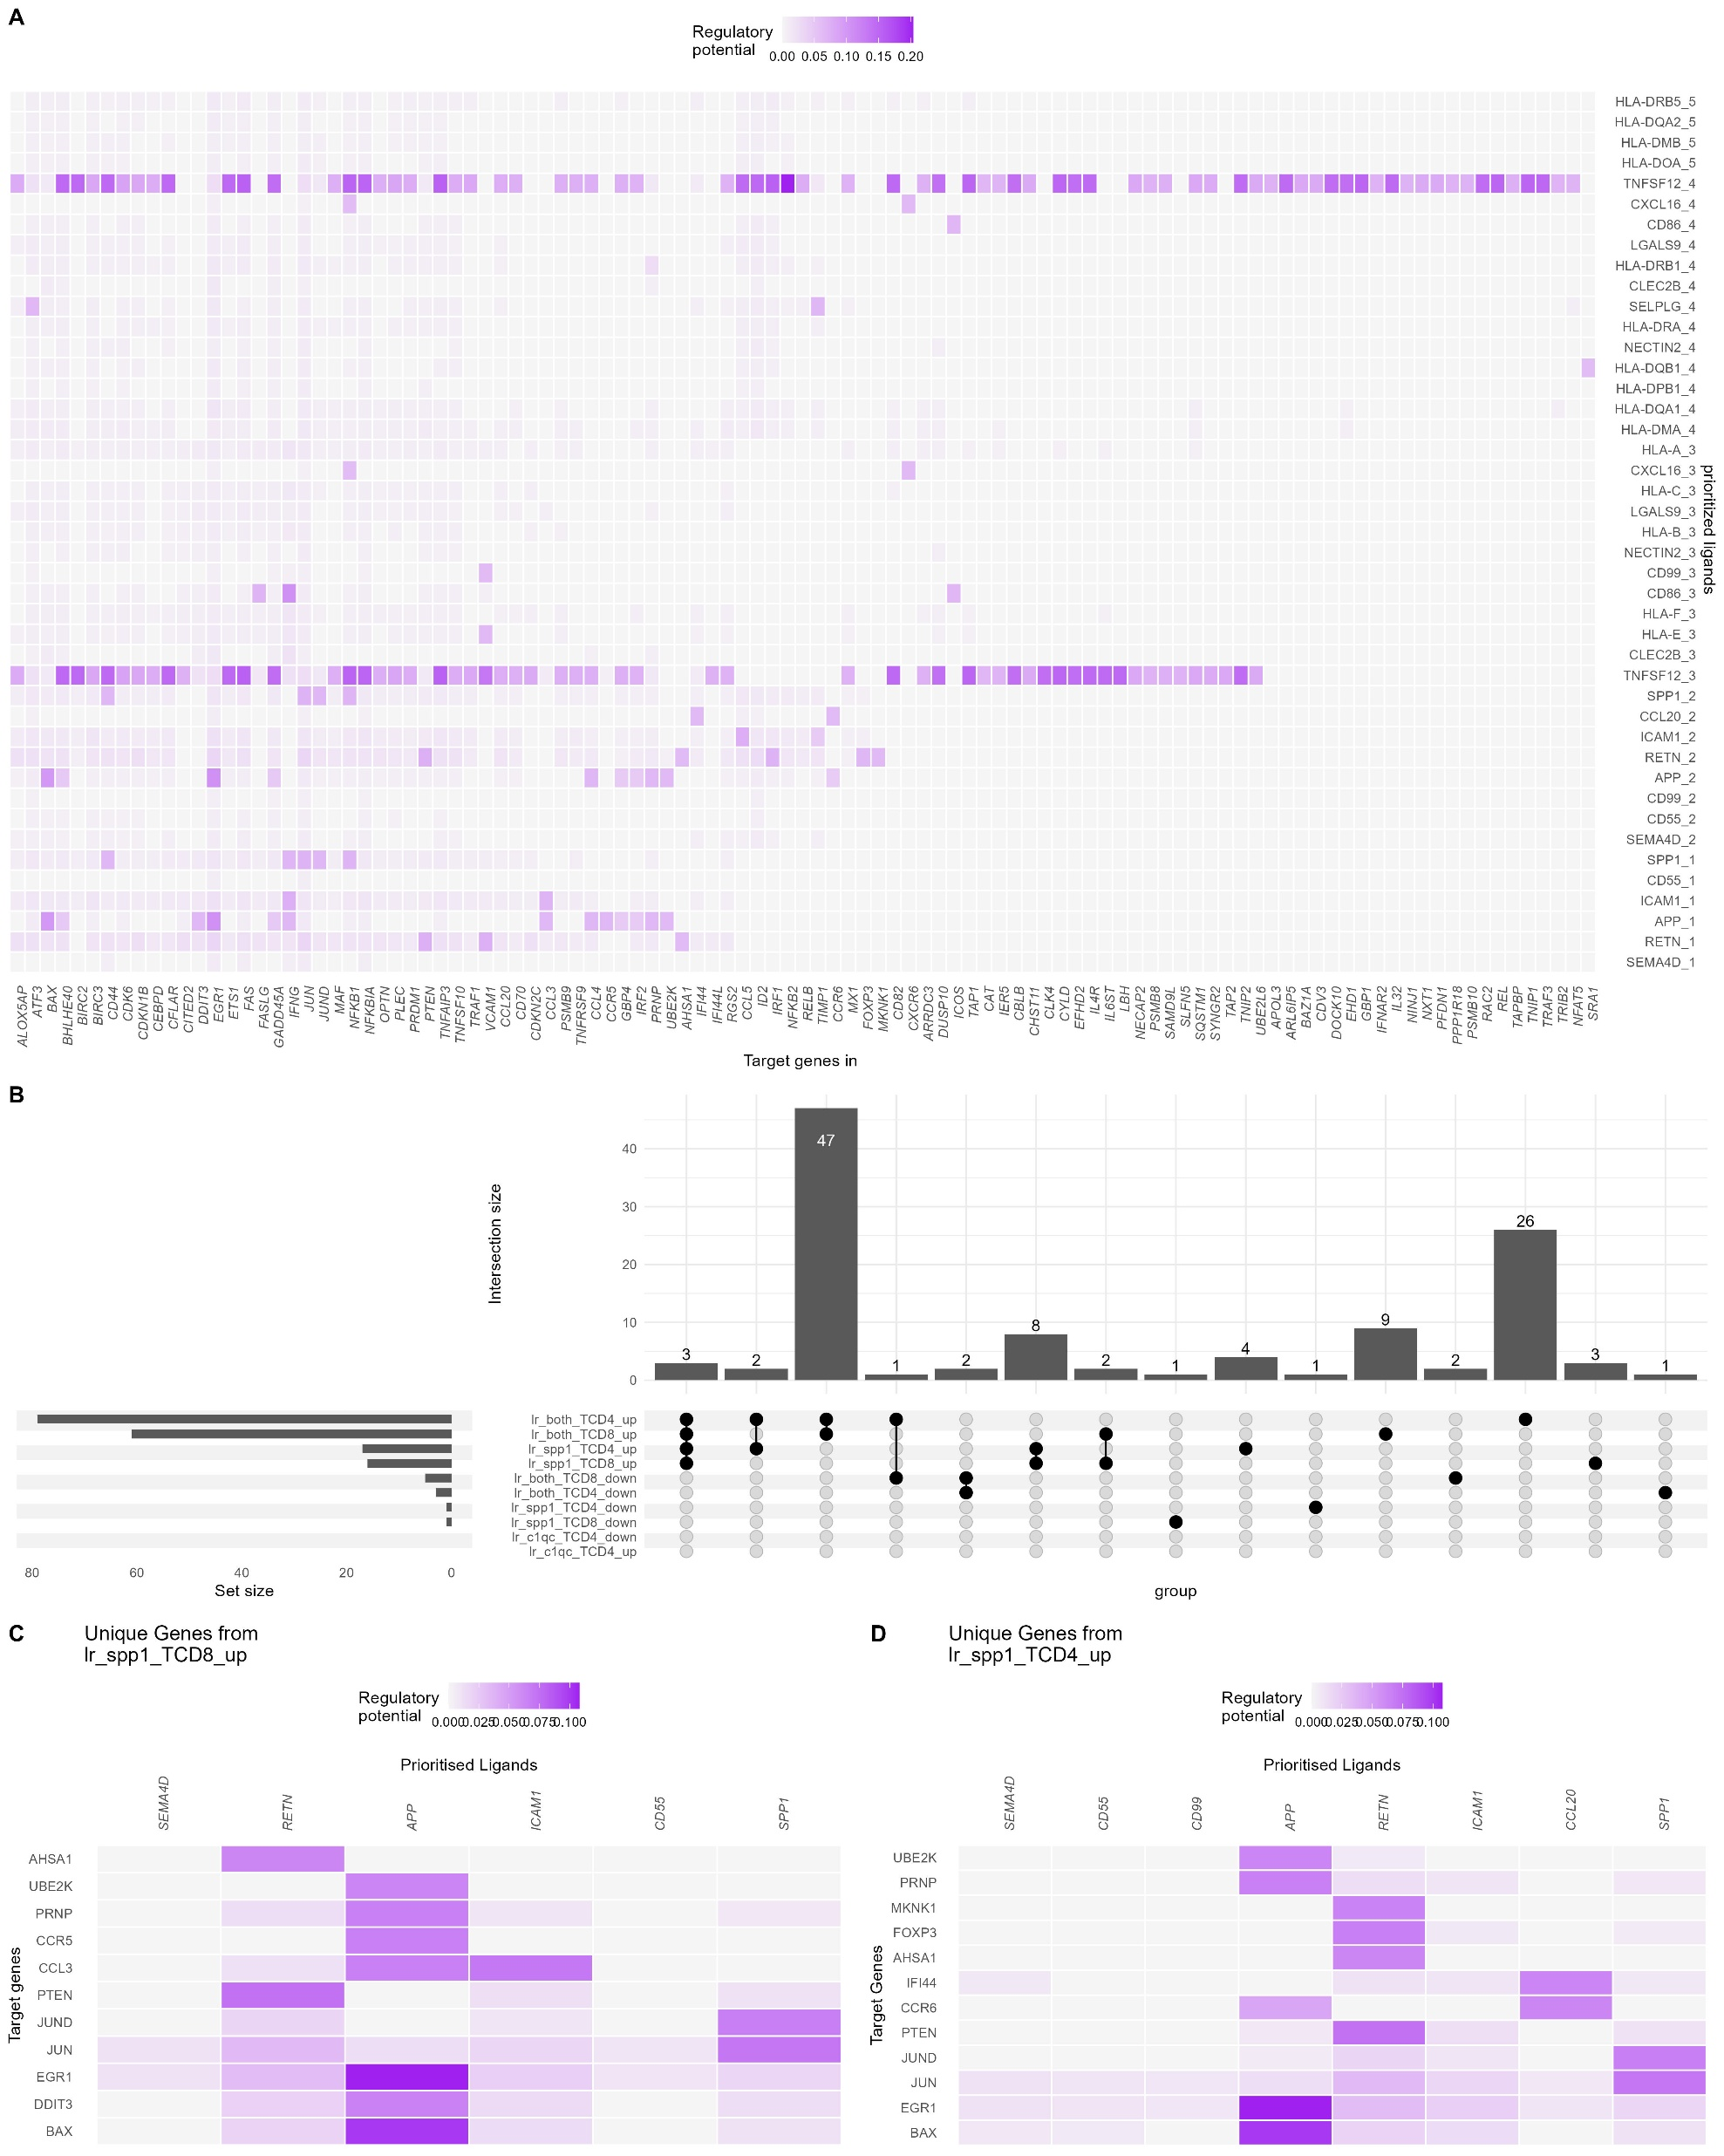 A
Regulatory
potential
0.00 0.05 0.10 0.15 0.20
HLA-DRB5_5
HLA-DQA2_5
HLA-DMB_5
HLA-DOA_5
TNFSF12_4
CXCL16_4
CD86_4
LGALS9_4
HLA-DRB1_4
CLEC2B_4
SELPLG_4
HLA-DRA_4
NECTIN2_4
HLA-DQB1_4
HLA-DPB1_4
HLA-DQA1_4
HLA-DMA_4
HLA-A_3
CXCL16_3
HLA-C_3
LGALS9_3
HLA-B_3
NECTIN2_3
CD99_3
CD86_3
HLA-F_3
HLA-E_3
CLEC2B_3
TNFSF12_3
SPP1_2
CCL20_2
ICAM1_2
RETN_2
APP_2
CD99_2
CD55_2
SEMA4D_2
SPP1_1
CD55_1
ICAM1_1
APP_1
RETN_1
SEMA4D_1
prioritized ligands
ALOX5AP
ATF3
BAX
BHLHE40
BIRC2
BIRC3
CD44
CDK6
CDKN1B
CEBPD
CFLAR
CITED2
DDIT3
EGR1
ETS1
FAS
FASLG
GADD45A
IFNG
JUN
JUND
MAF
NFKB1
NFKBIA
OPTN
PLEC
PRDM1
PTEN
TNFAIP3
TNFSF10
TRAF1
VCAM1
CCL20
CD70
CDKN2C
CCL3
PSMB9
TNFRSF9
CCL4
CCR5
GBP4
IRF2
PRNP
UBE2K
AHSA1
IFI44
IFI44L
RGS2
CCL5
ID2
IRF1
NFKB2
RELB
TIMP1
CCR6
MX1
FOXP3
MKNK1
CD82
CXCR6
ARRDC3
DUSP10
ICOS
TAP1
CAT
IER5
CBLB
CHST11
CLK4
CYLD
EFHD2
IL4R
IL6ST
LBH
NECAP2
PSMB8
SAMD9L
SLFN5
SQSTM1
SYNGR2
TAP2
TNIP2
UBE2L6
APOL3
ARL6IP5
BAZ1A
CDV3
DOCK10
EHD1
GBP1
IFNAR2
IL32
NINJ1
NXT1
PFDN1
PPP1R18
PSMB10
RAC2
REL
TAPBP
TNIP1
TRAF3
TRIB2
NFAT5
SRA1
Target genes in
B
Intersection size
40
30
20
10
0
3 2 47 1 2 8 2 1 4 1 9 2 26 3 1
lr_both_TCD4_up
lr_both_TCD8_up
lr_spp1_TCD4_up
lr_spp1_TCD8_up
lr_both_TCD8_down
lr_both_TCD4_down
lr_spp1_TCD4_down
lr_spp1_TCD8_down
lr_c1qc_TCD4_down
lr_c1qc_TCD4_up
80 60 40 20 0
Set size
group
C
Unique Genes from
lr_spp1_TCD8_up
Regulatory
potential
0.000 0.025 0.050 0.075 0.100
Prioritised Ligands
SEMA4D
RETN
APP
ICAM1
CD55
SPP1
Target genes
AHSA1
UBE2K
PRNP
CCR5
CCL3
PTEN
JUND
JUN
EGR1
DDIT3
BAX
D
Unique Genes from
lr_spp1_TCD4_up
Regulatory
potential
0.000 0.025 0.050 0.075 0.100
Prioritised Ligands
SEMA4D
CD55
CD99
APP
RETN
ICAM1
CCL20
SPP1
Target Genes
UBE2K
PRNP
MKNK1
FOXP3
AHSA1
IFI44
CCR6
PTEN
JUND
JUN
EGR1
BAX